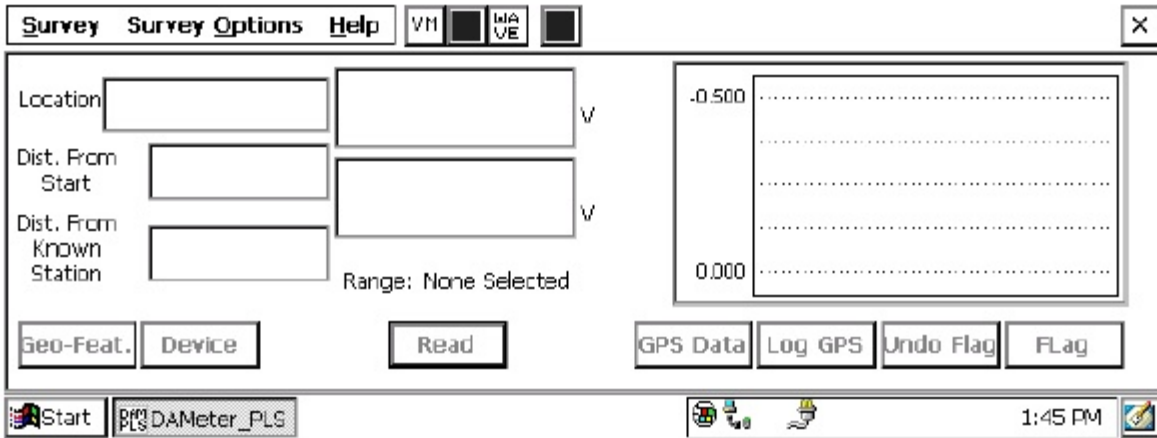 Survey Survey Options Help VM WA VE
Location
V
-0.500
Dist. From
Start
V
Dist. From
Known
Station
Range: None Selected
0.000
Geo-Feat. Device Read GPS Data Log GPS Undo Flag FLag
Start DAMeter_PLS 1:45 PM